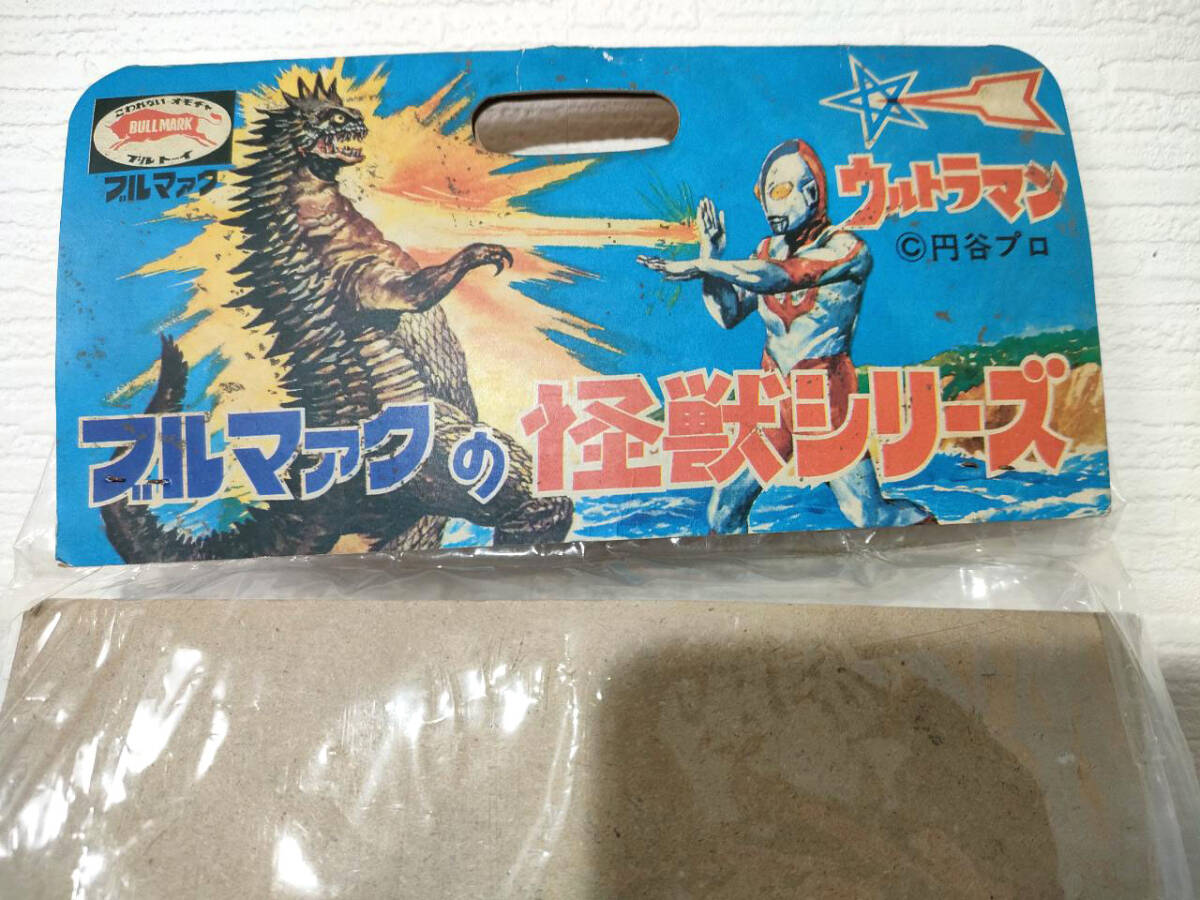 こわれない・オモチャ
BULLMARK
ブルトーイ
ブルマァク
ウルトラマン
©円谷プロ
ブルマァクの怪獣シリーズ